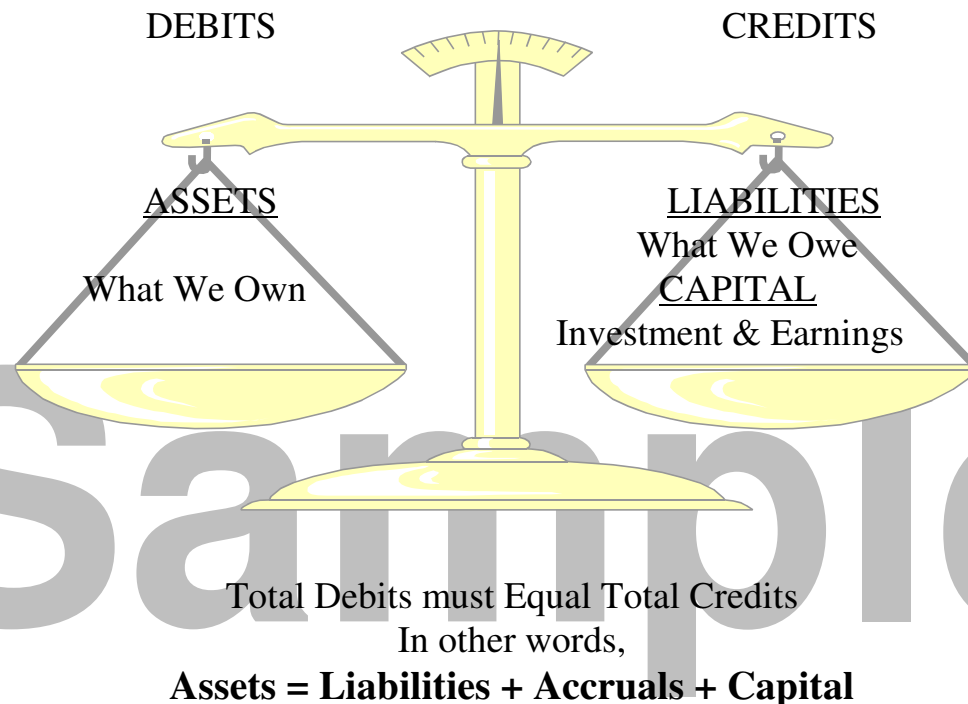 DEBITS
CREDITS
ASSETS
What We Own
LIABILITIES
What We Owe
CAPITAL
Investment & Earnings
Sample
Total Debits must Equal Total Credits
In other words,
Assets = Liabilities + Accruals + Capital